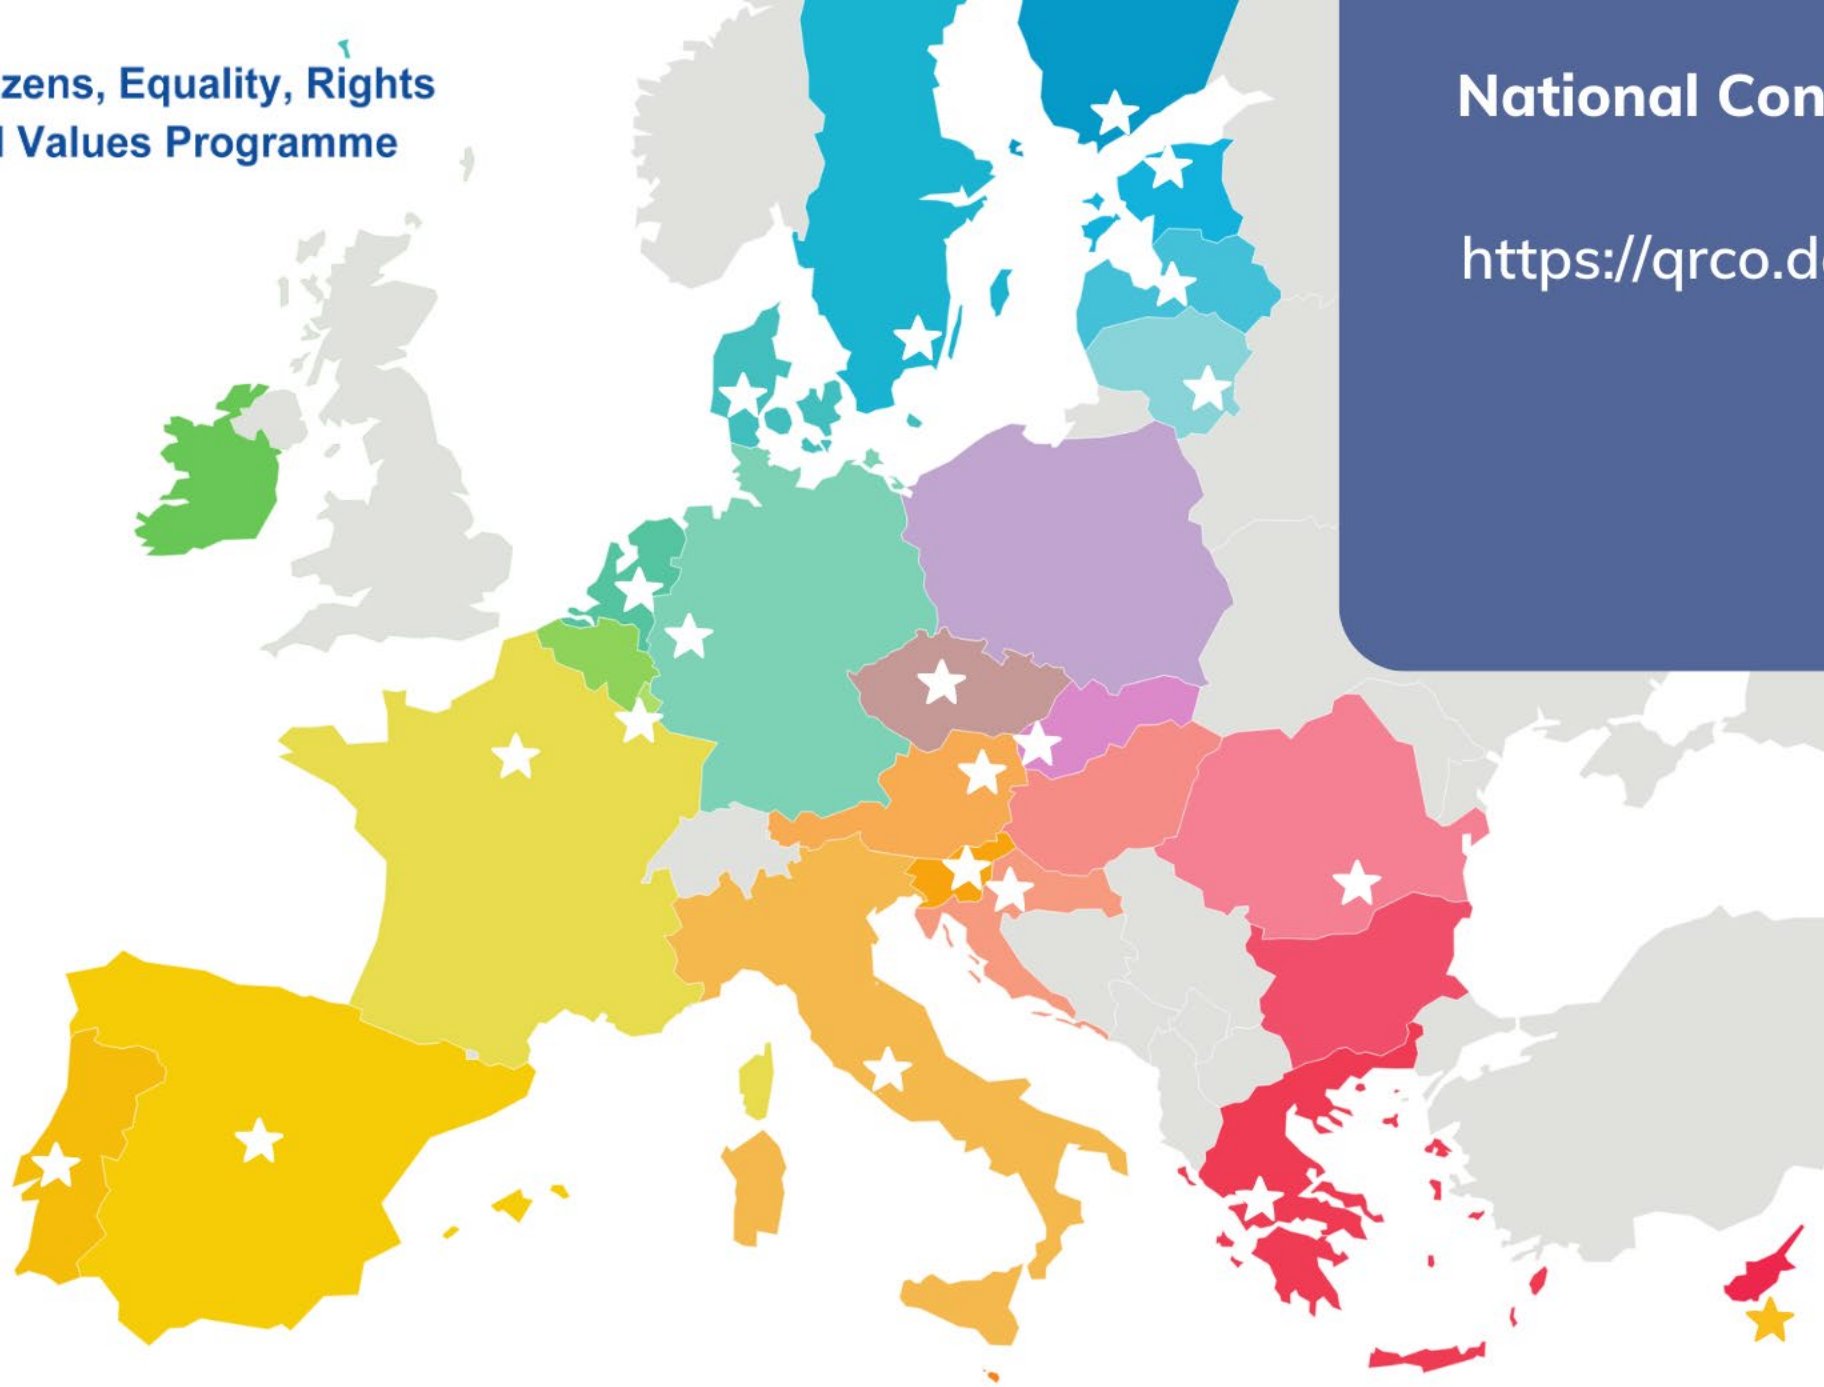 zens, Equality, Rights
Values Programme
National Con
https://qrco.d